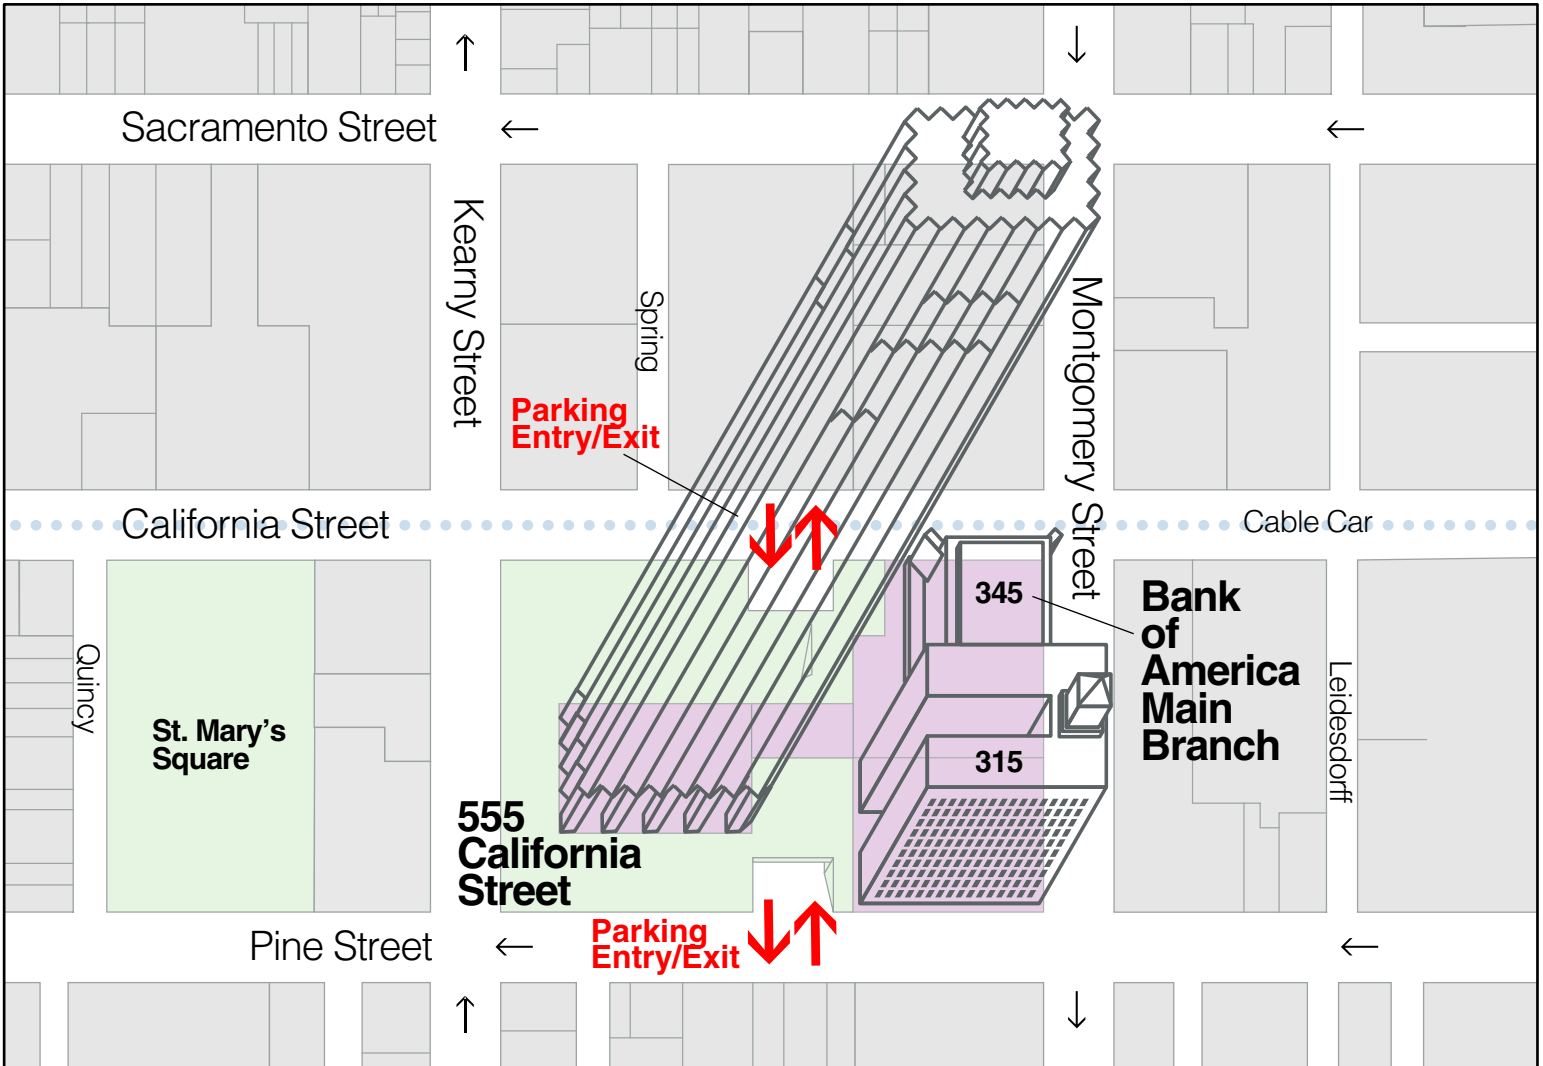 Sacramento Street
Kearny Street
Spring
Montgomery Street
Parking
Entry/Exit
California Street
Cable Car
345
Bank
of
America
Main
Branch
Quincy
St. Mary’s
Square
Leidesdorff
315
555
California
Street
Parking
Entry/Exit
Pine Street